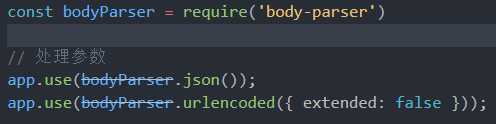 const bodyParser = require('body-parser')
// 处理参数
app.use(bodyParser.json());
app.use(bodyParser.urlencoded({ extended: false }));